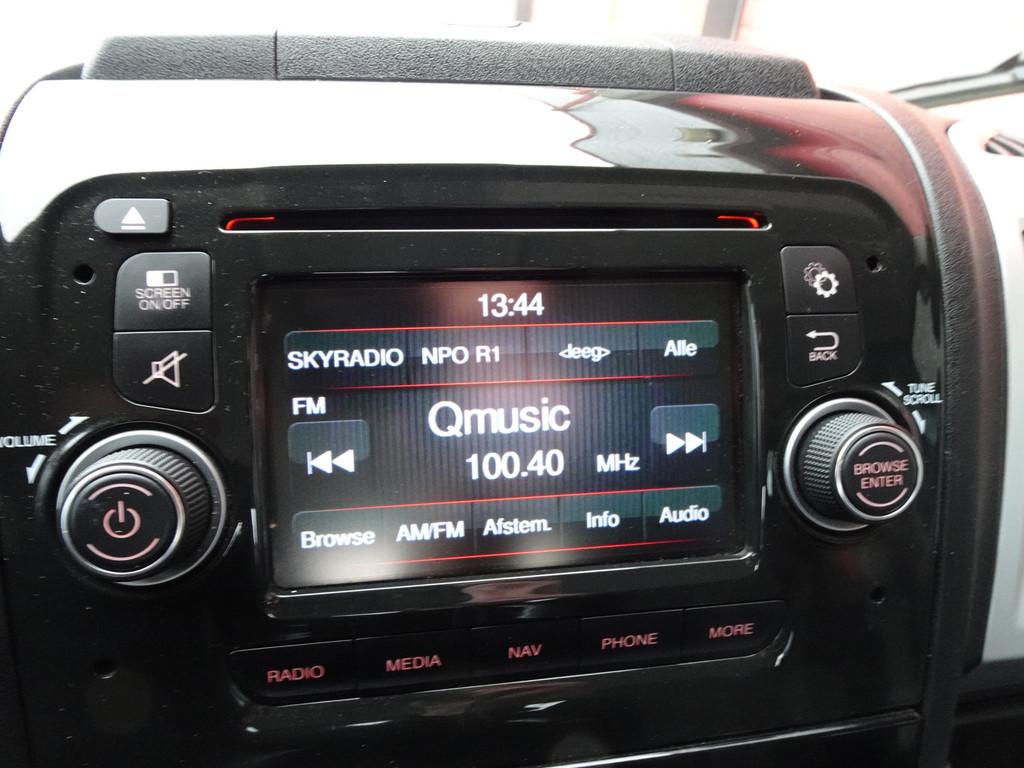 SCREEN
ON/OFF
13:44
SKYRADIO NPO R1 <leeg> Alle
BACK
TUNE
SCROLL
FM
Qmusic
VOLUME
100.40 MHz
BROWSE
ENTER
Browse AM/FM Afstem. Info Audio
RADIO MEDIA NAV PHONE MORE